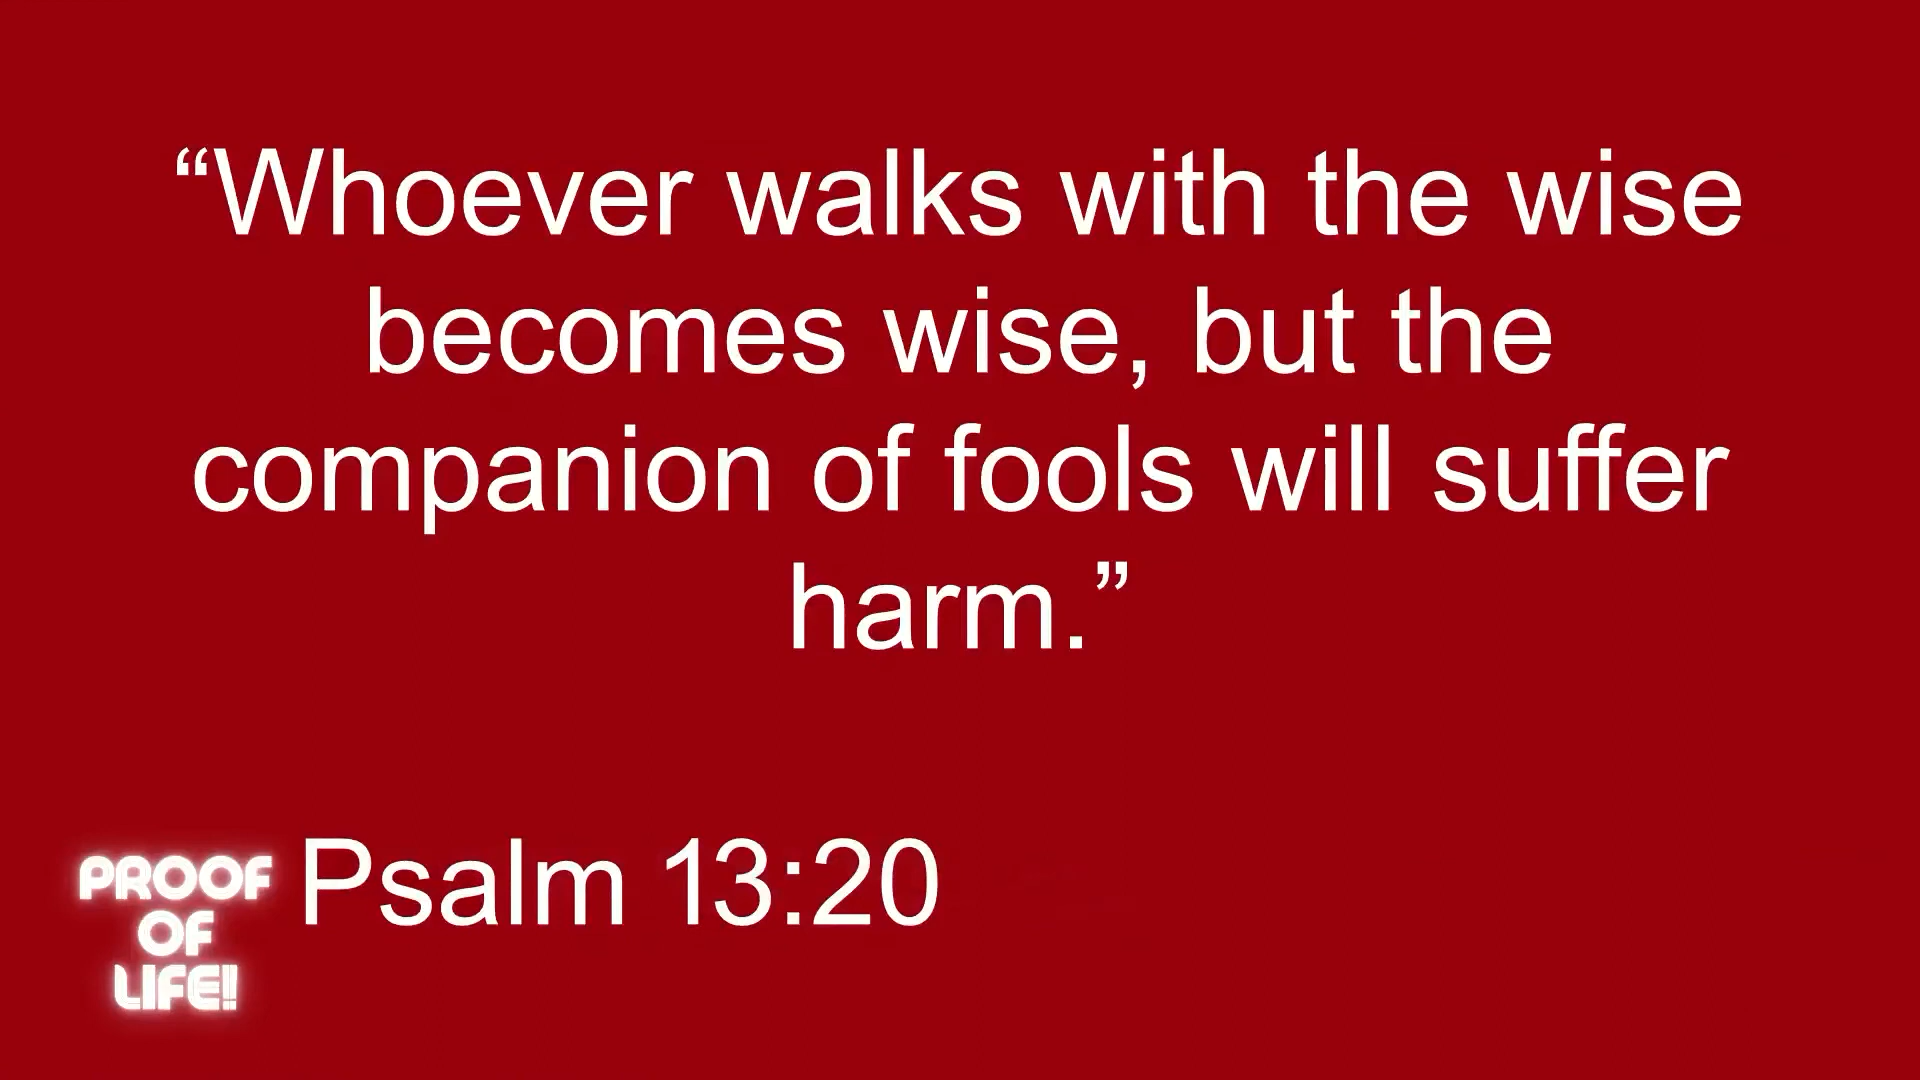 “Whoever walks with the wise
becomes wise, but the
companion of fools will suffer
harm.”
Psalm 13:20
PROOF
OF
LIFE!